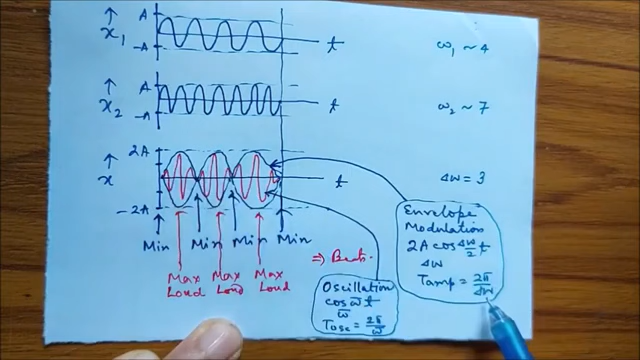 ↑ A
x₁ t ω₁ ~ 4
-A
↑ A
x₂ t ω₂ ~ 7
-A
2A
↑
x t Δω = 3
-2A
Min Min Min Min
Max Max Max
Loud Loud Loud
⇒ Beats.
Envelope
Modulation
2A cos Δω/2 t
Δω
Tamp = 2π/Δω
Oscillation
cos ω̅ t
ω̅
Tosc = 2π/ω̅